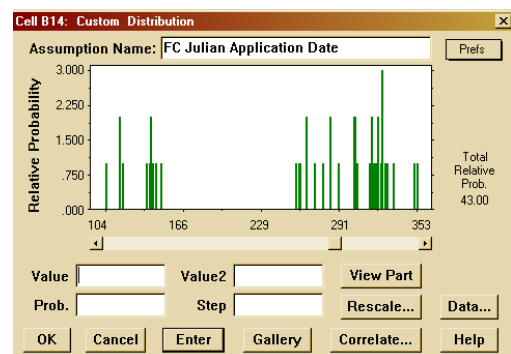 Cell B14: Custom Distribution
Assumption Name: FC Julian Application Date
Prefs
Relative Probability
3.000
2.250
1.500
.750
.000
104 166 229 291 353
Total
Relative
Prob.
43.00
Value Value2 View Part
Prob. Step Rescale... Data...
OK Cancel Enter Gallery Correlate... Help